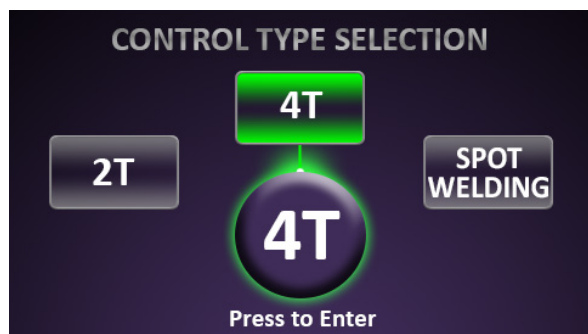 CONTROL TYPE SELECTION
4T
2T
SPOT
WELDING
4T
Press to Enter